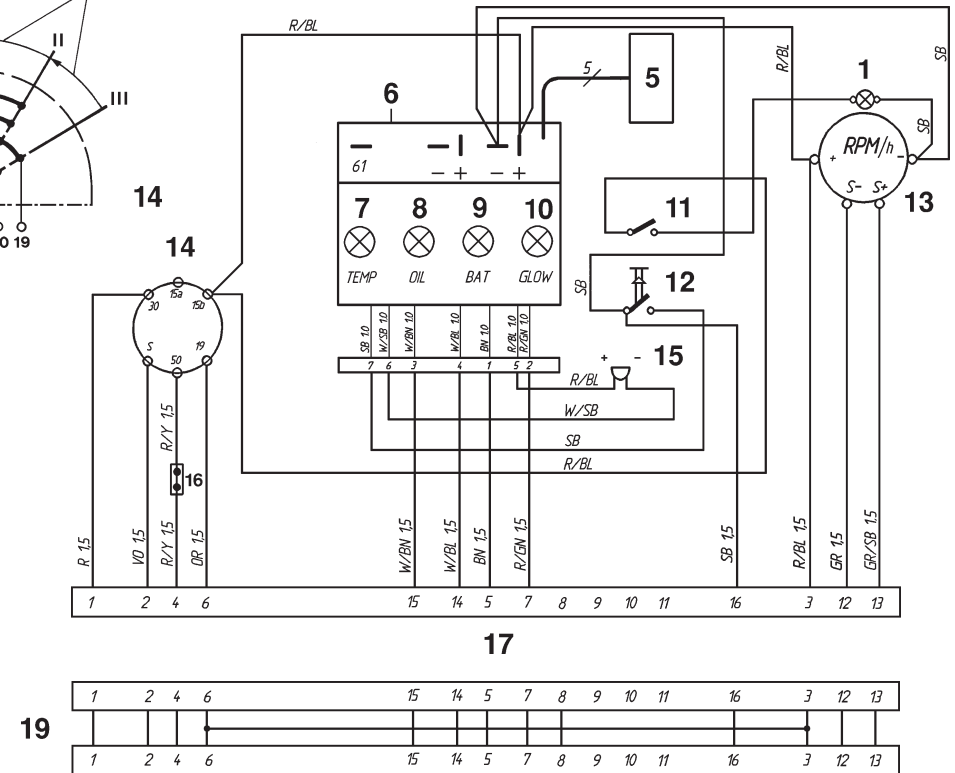 R/BL
II
III
0 19
14
6
5
5
1
R/BL
SB
SB
RPM/h
+ -
S- S+
13
61
- + - +
7 8 9 10
TEMP OIL BAT GLOW
11
14
15a
30 15b
S 19
50
SB
12
SB 1.0
W/SB 1.0
W/BN 1.0
W/BL 1.0
BN 1.0
R/BL 1.0
R/GN 1.0
7 6 3 4 1 5 2
+ -
15
R/BL
W/SB
SB
R/BL
R/Y 1,5
16
R 1,5
VO 1,5
R/Y 1,5
OR 1,5
W/BN 1,5
W/BL 1,5
BN 1,5
R/GN 1,5
SB 1,5
R/BL 1,5
GR 1,5
GR/SB 1,5
1 2 4 6 15 14 5 7 8 9 10 11 16 3 12 13
17
1 2 4 6 15 14 5 7 8 9 10 11 16 3 12 13
19
1 2 4 6 15 14 5 7 8 9 10 11 16 3 12 13